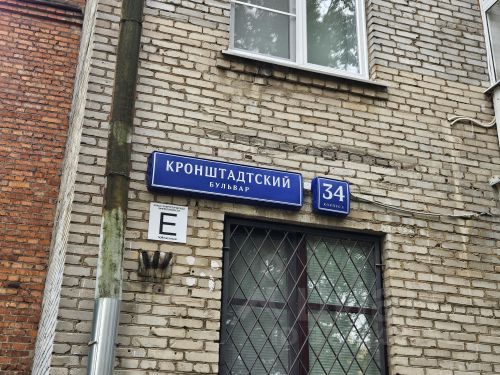 КРОНШТАДТСКИЙ
БУЛЬВАР
34
Е